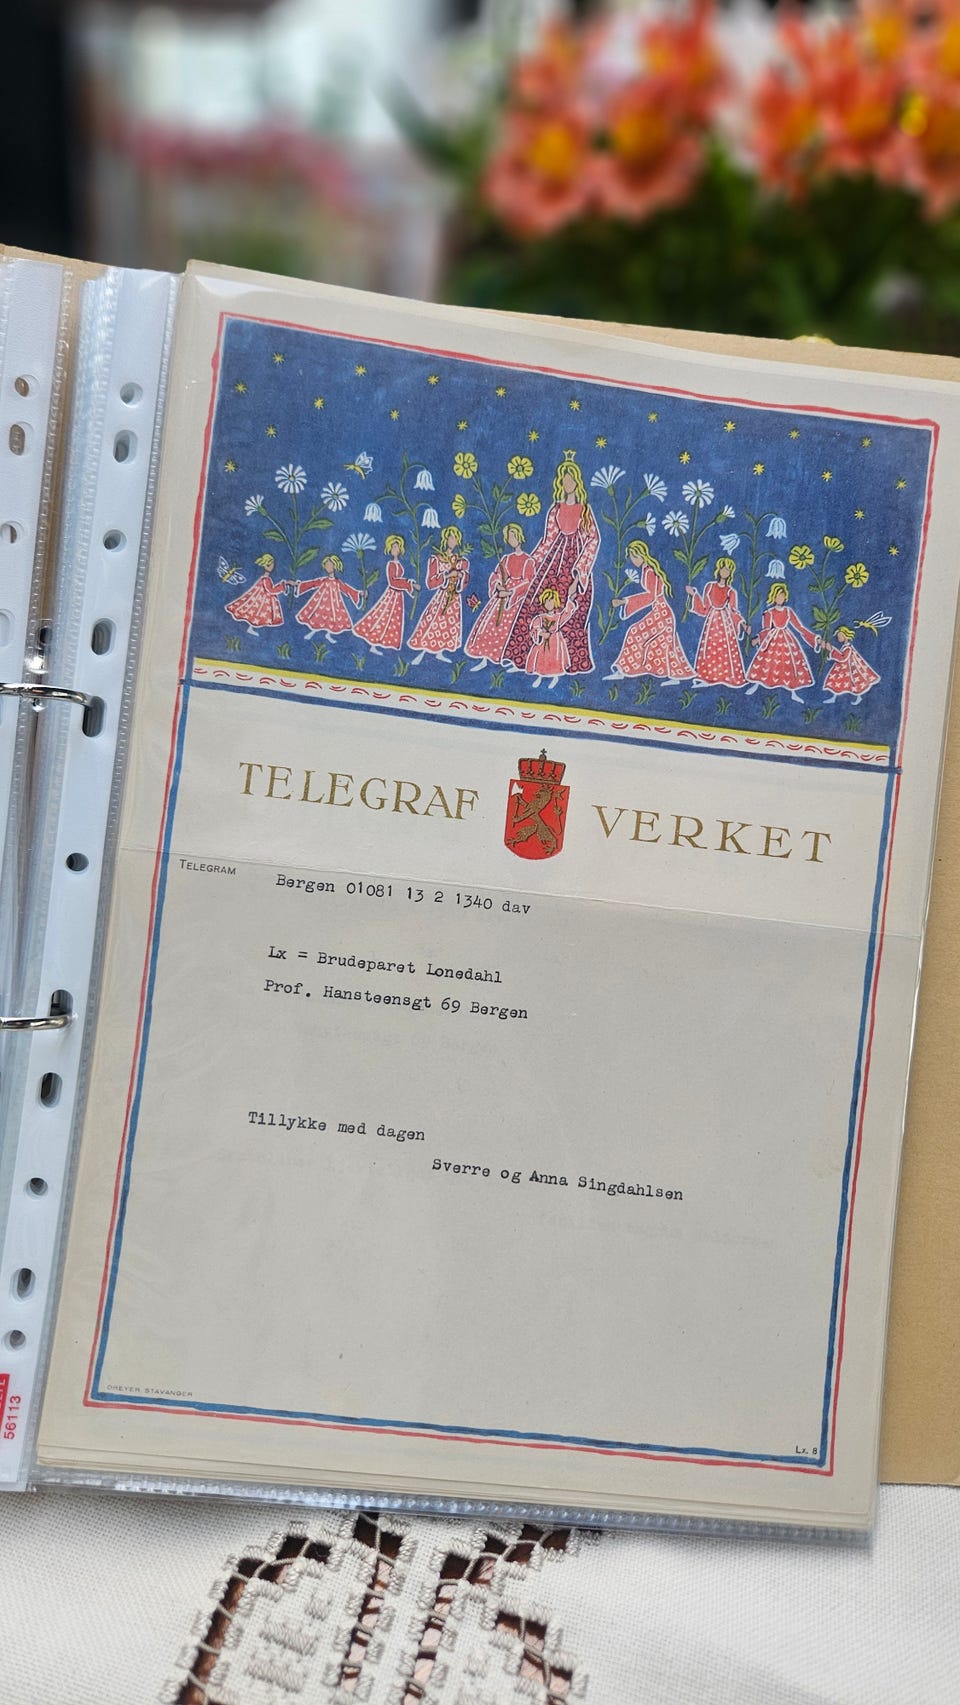 TELEGRAF VERKET
TELEGRAM
Bergen 01081 13 2 1340 dav
Lx = Brudeparet Lonedahl
Prof. Hansteensgt 69 Bergen
Tillykke med dagen
Sverre og Anna Singdahlsen
DREYER STAVANGER
Lx. 8
56113